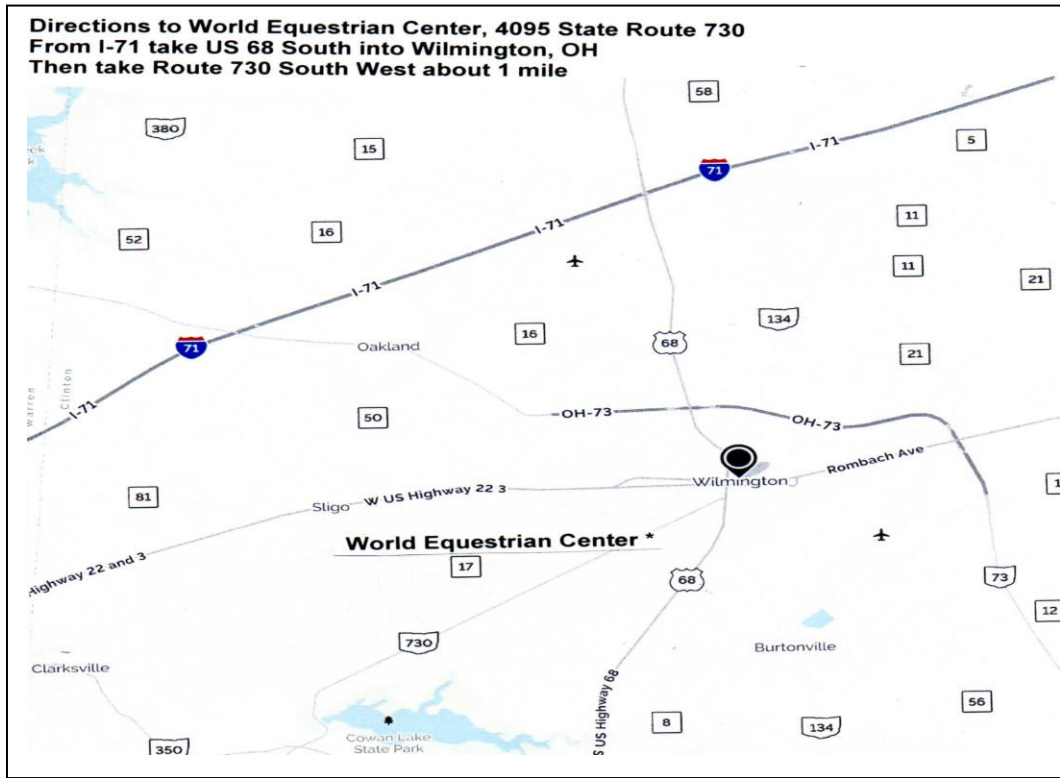 Directions to World Equestrian Center, 4095 State Route 730
From I-71 take US 68 South into Wilmington, OH
Then take Route 730 South West about 1 mile
58
380
5
15
I-71
71
11
52
16
I-71
11
21
I-71
134
16
68
71
Oakland
21
Clinton
warren
I-71
50
OH-73
OH-73
Rombach Ave
Wilmington
81
W US Highway 22 3
Sligo
World Equestrian Center *
17
Highway 22 and 3
68
73
12
730
Burtonville
Clarksville
S US Highway 68
56
8
134
Cowan Lake
State Park
350